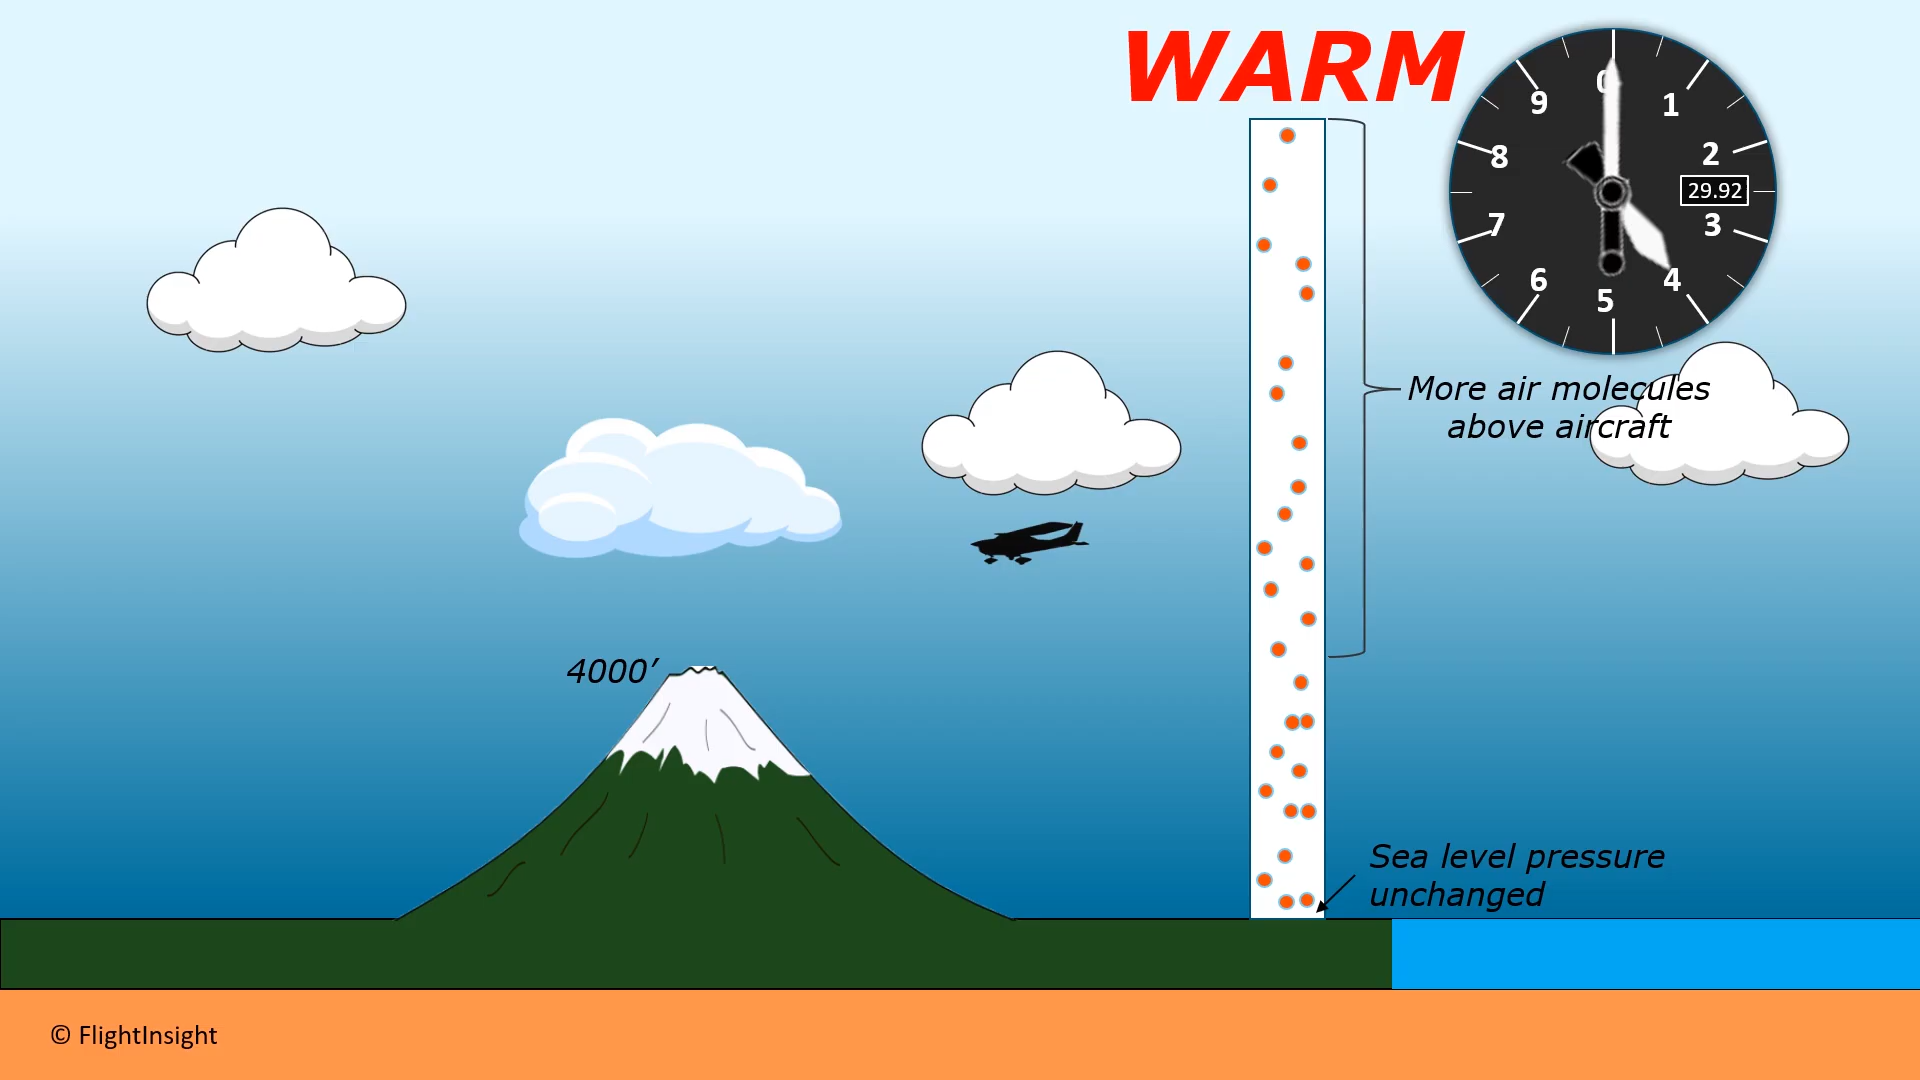 WARM
0
9
1
8
2
29.92
7
3
6
4
5
More air molecules
above aircraft
4000’
Sea level pressure
unchanged
© FlightInsight